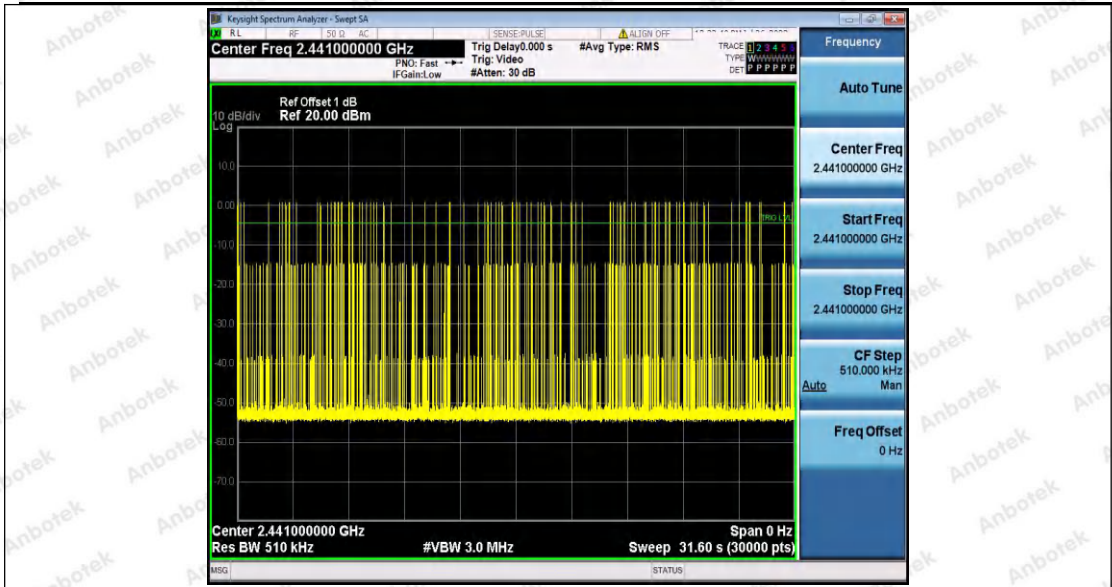 Keysight Spectrum Analyzer - Swept SA
RL RF 50 Ω AC SENSE:PULSE ALIGN OFF
Center Freq 2.441000000 GHz
PNO: Fast
IFGain:Low
Trig Delay0.000 s
Trig: Video
#Atten: 30 dB
#Avg Type: RMS
TRACE 1 2 3 4 5 6
TYPE WWWWWW
DET P P P P P P
10 dB/div
Log
Ref Offset 1 dB
Ref 20.00 dBm
10.0
0.00
TRIG LVL
-10.0
-20.0
-30.0
-40.0
-50.0
-60.0
-70.0
Center 2.441000000 GHz
Span 0 Hz
Res BW 510 kHz
#VBW 3.0 MHz
Sweep 31.60 s (30000 pts)
MSG
STATUS
Frequency
Auto Tune
Center Freq
2.441000000 GHz
Start Freq
2.441000000 GHz
Stop Freq
2.441000000 GHz
CF Step
510.000 kHz
Auto Man
Freq Offset
0 Hz
Anbotek